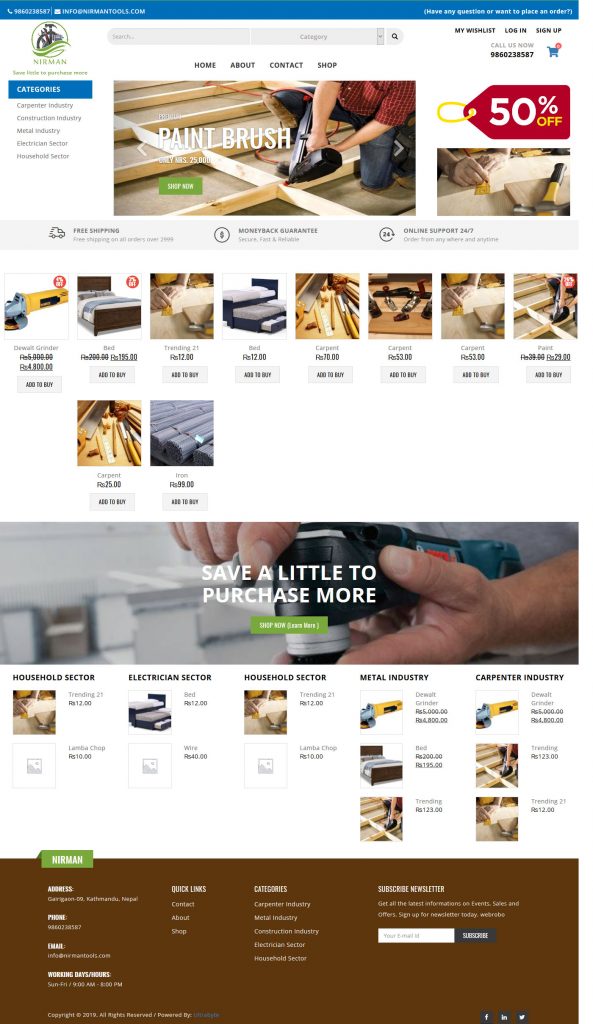 9860238587 | INFO@NIRMANTOOLS.COM
(Have any question or want to place an order?)
NIRMAN
Save little to purchase more
Search...
Category
MY WISHLIST LOG IN SIGN UP
CALL US NOW
9860238587
0
HOME ABOUT CONTACT SHOP
CATEGORIES
Carpenter Industry
Construction Industry
Metal Industry
Electrician Sector
Household Sector
PAINT BRUSH
ONLY NRS. 25,000
SHOP NOW
50% OFF
FREE SHIPPING
Free shipping on all orders over 2999
MONEYBACK GUARANTEE
Secure, Fast & Reliable
24
ONLINE SUPPORT 24/7
Order from any where and anytime
Dewalt Grinder
₨5,000.00
₨4,800.00
ADD TO BUY
Bed
₨200.00 ₨195.00
ADD TO BUY
Trending 21
₨12.00
ADD TO BUY
Bed
₨12.00
ADD TO BUY
Carpent
₨70.00
ADD TO BUY
Carpent
₨53.00
ADD TO BUY
Carpent
₨53.00
ADD TO BUY
Paint
₨39.00 ₨29.00
ADD TO BUY
Carpent
₨25.00
ADD TO BUY
Iron
₨99.00
ADD TO BUY
SAVE A LITTLE TO
PURCHASE MORE
SHOP NOW (Learn More )
HOUSEHOLD SECTOR
Trending 21
₨12.00
Lamba Chop
₨10.00
ELECTRICIAN SECTOR
Bed
₨12.00
Wire
₨40.00
HOUSEHOLD SECTOR
Trending 21
₨12.00
Lamba Chop
₨10.00
METAL INDUSTRY
Dewalt
Grinder
₨5,000.00
₨4,800.00
Bed
₨200.00
₨195.00
Trending
₨123.00
CARPENTER INDUSTRY
Dewalt
Grinder
₨5,000.00
₨4,800.00
Trending
₨123.00
Trending 21
₨12.00
NIRMAN
ADDRESS:
Gairigaon-09, Kathmandu, Nepal
PHONE:
9860238587
EMAIL:
info@nirmantools.com
WORKING DAYS/HOURS:
Sun-Fri / 9:00 AM - 8:00 PM
QUICK LINKS
Contact
About
Shop
CATEGORIES
Carpenter Industry
Metal Industry
Construction Industry
Electrician Sector
Household Sector
SUBSCRIBE NEWSLETTER
Get all the latest informations on Events, Sales and
Offers. Sign up for newsletter today, webrobo
Your E-mail Id
SUBSCRIBE
Copyright © 2019. All Rights Reserved / Powered By: Ultrabyte